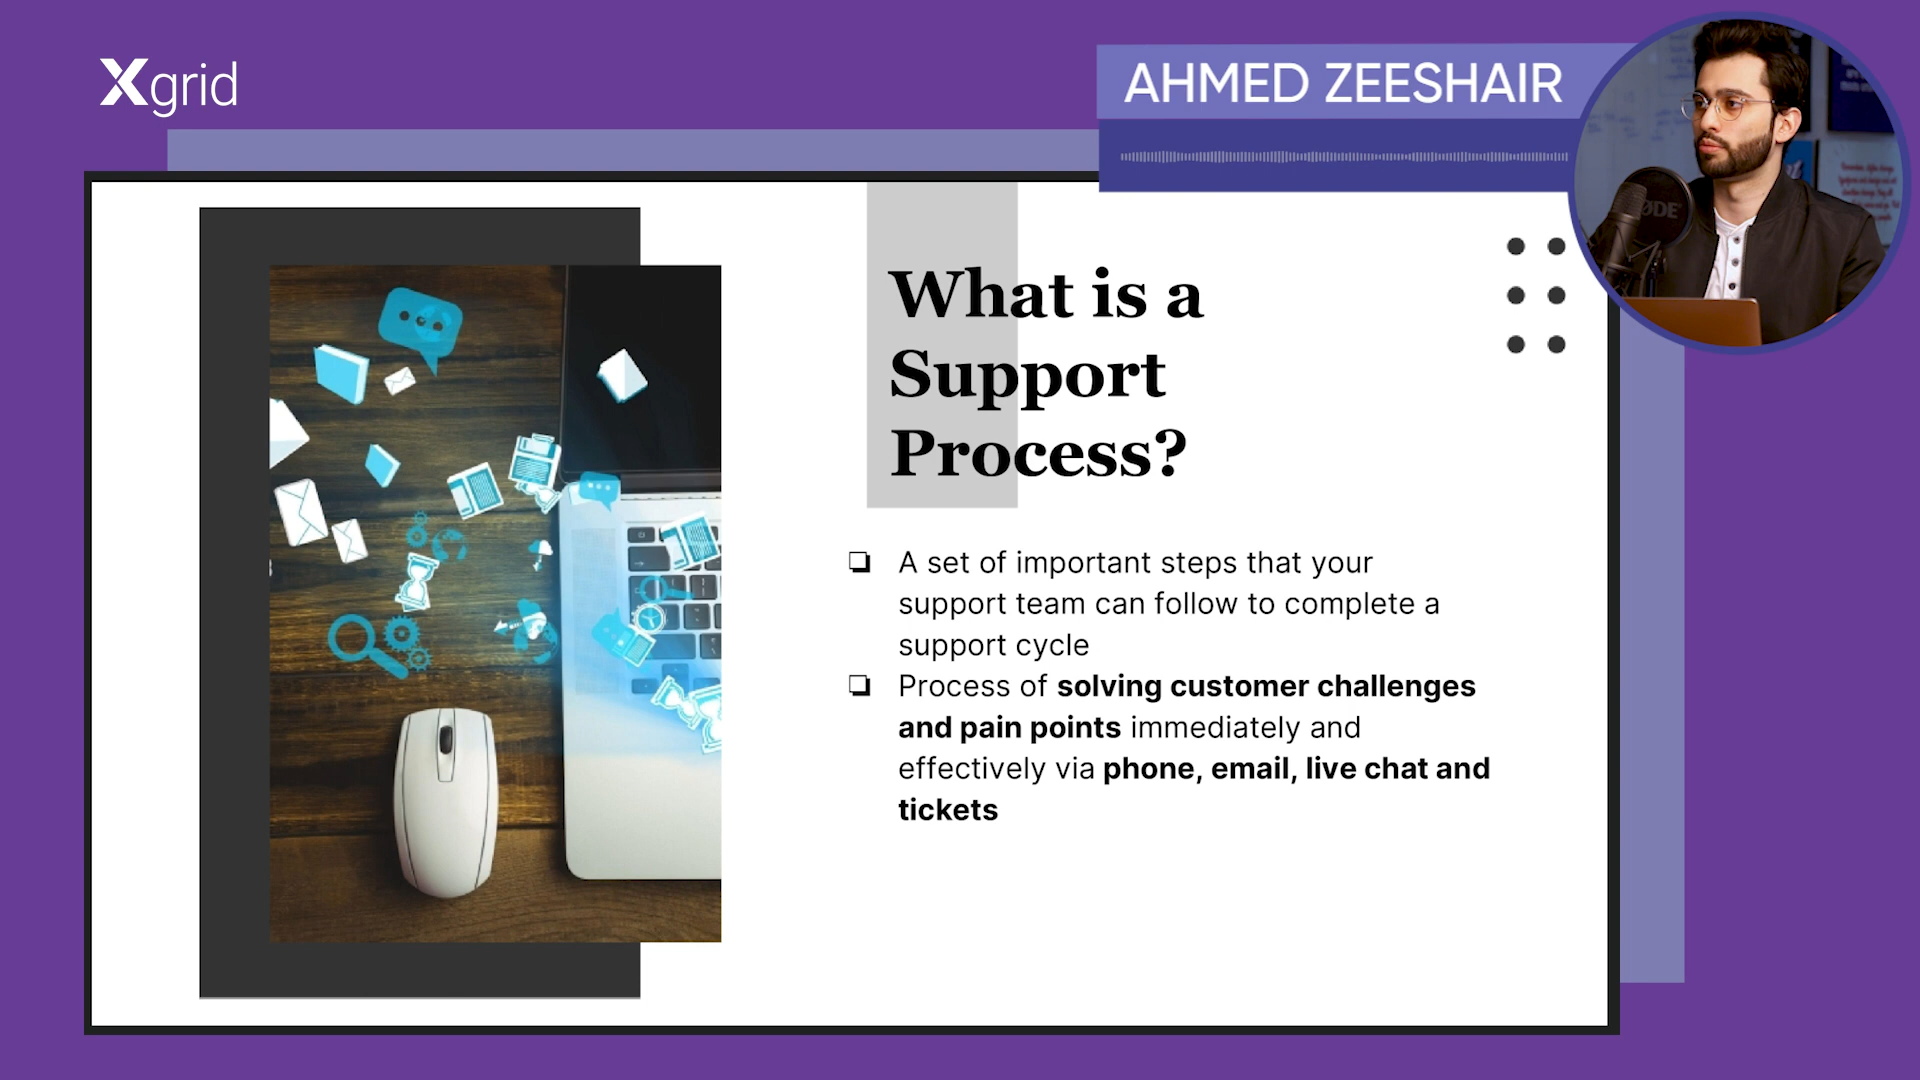 Xgrid
AHMED ZEESHAIR
What is a
Support
Process?
❏ A set of important steps that your
support team can follow to complete a
support cycle
❏ Process of solving customer challenges
and pain points immediately and
effectively via phone, email, live chat and
tickets